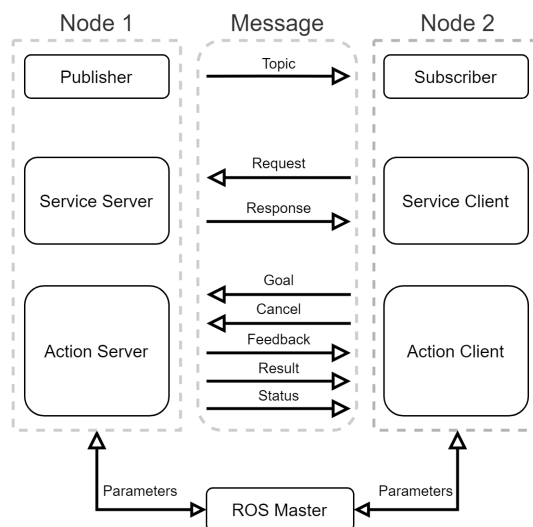 Node 1
Message
Node 2
Publisher
Topic
Subscriber
Request
Service Server
Service Client
Response
Goal
Cancel
Feedback
Action Server
Action Client
Result
Status
Parameters
Parameters
ROS Master